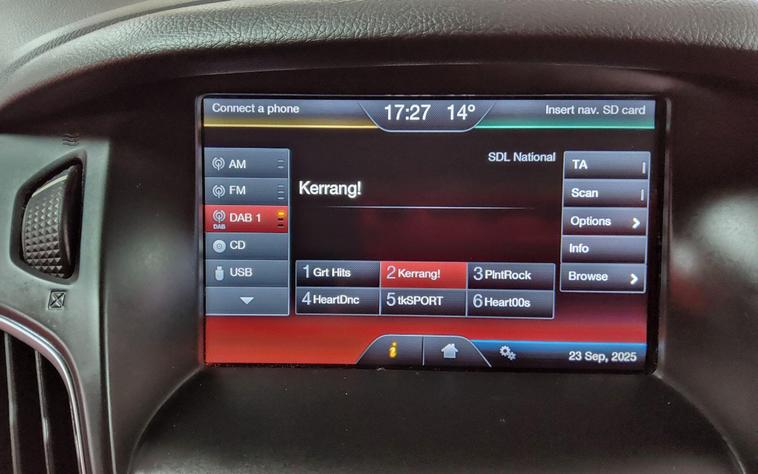 Connect a phone
17:27 14°
Insert nav. SD card
AM
FM
DAB 1
DAB
CD
USB
SDL National
Kerrang!
1 Grt Hits
2 Kerrang!
3 PlntRock
4 HeartDnc
5 tkSPORT
6 Heart00s
TA
Scan
Options
Info
Browse
i
23 Sep, 2025